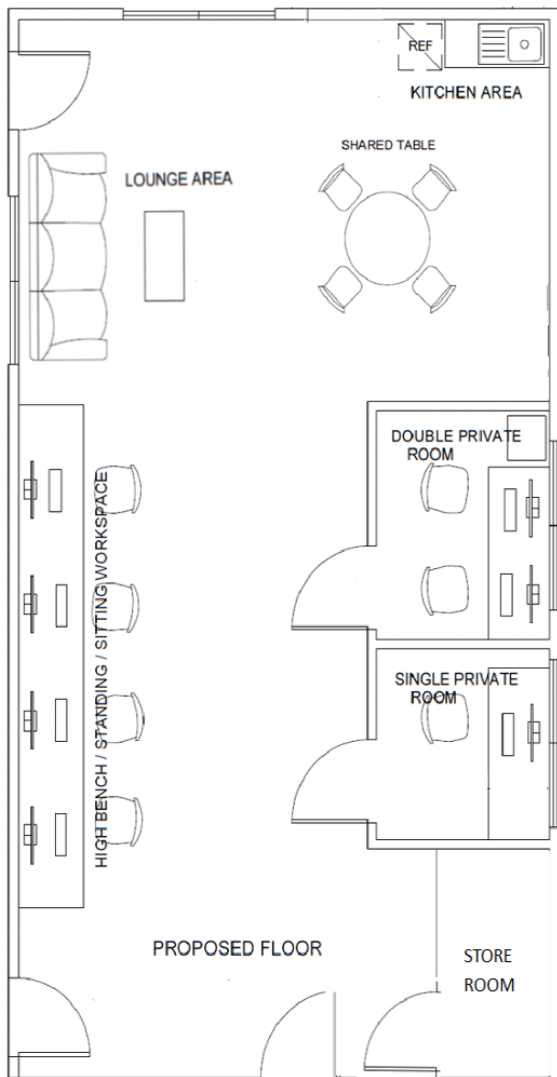 REF
KITCHEN AREA
SHARED TABLE
LOUNGE AREA
DOUBLE PRIVATE
ROOM
HIGH BENCH / STANDING / SITTING WORKSPACE
SINGLE PRIVATE
ROOM
PROPOSED FLOOR
STORE
ROOM